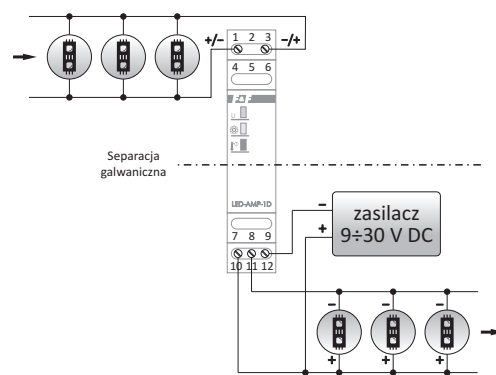 +/-
1 2 3
-/+
4 5 6
F&F
U
Separacja
galwaniczna
LED-AMP-1D
7 8 9
10 11 12
-
+
zasilacz
9÷30 V DC
- - -
+ + +